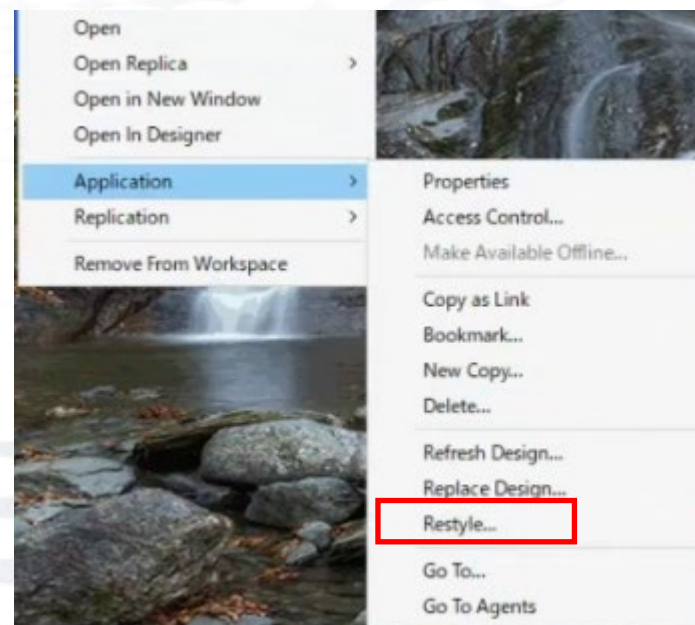 Open
Open Replica
Open in New Window
Open In Designer
Application
Replication
Remove From Workspace
Properties
Access Control...
Make Available Offline...
Copy as Link
Bookmark...
New Copy...
Delete...
Refresh Design...
Replace Design...
Restyle...
Go To...
Go To Agents